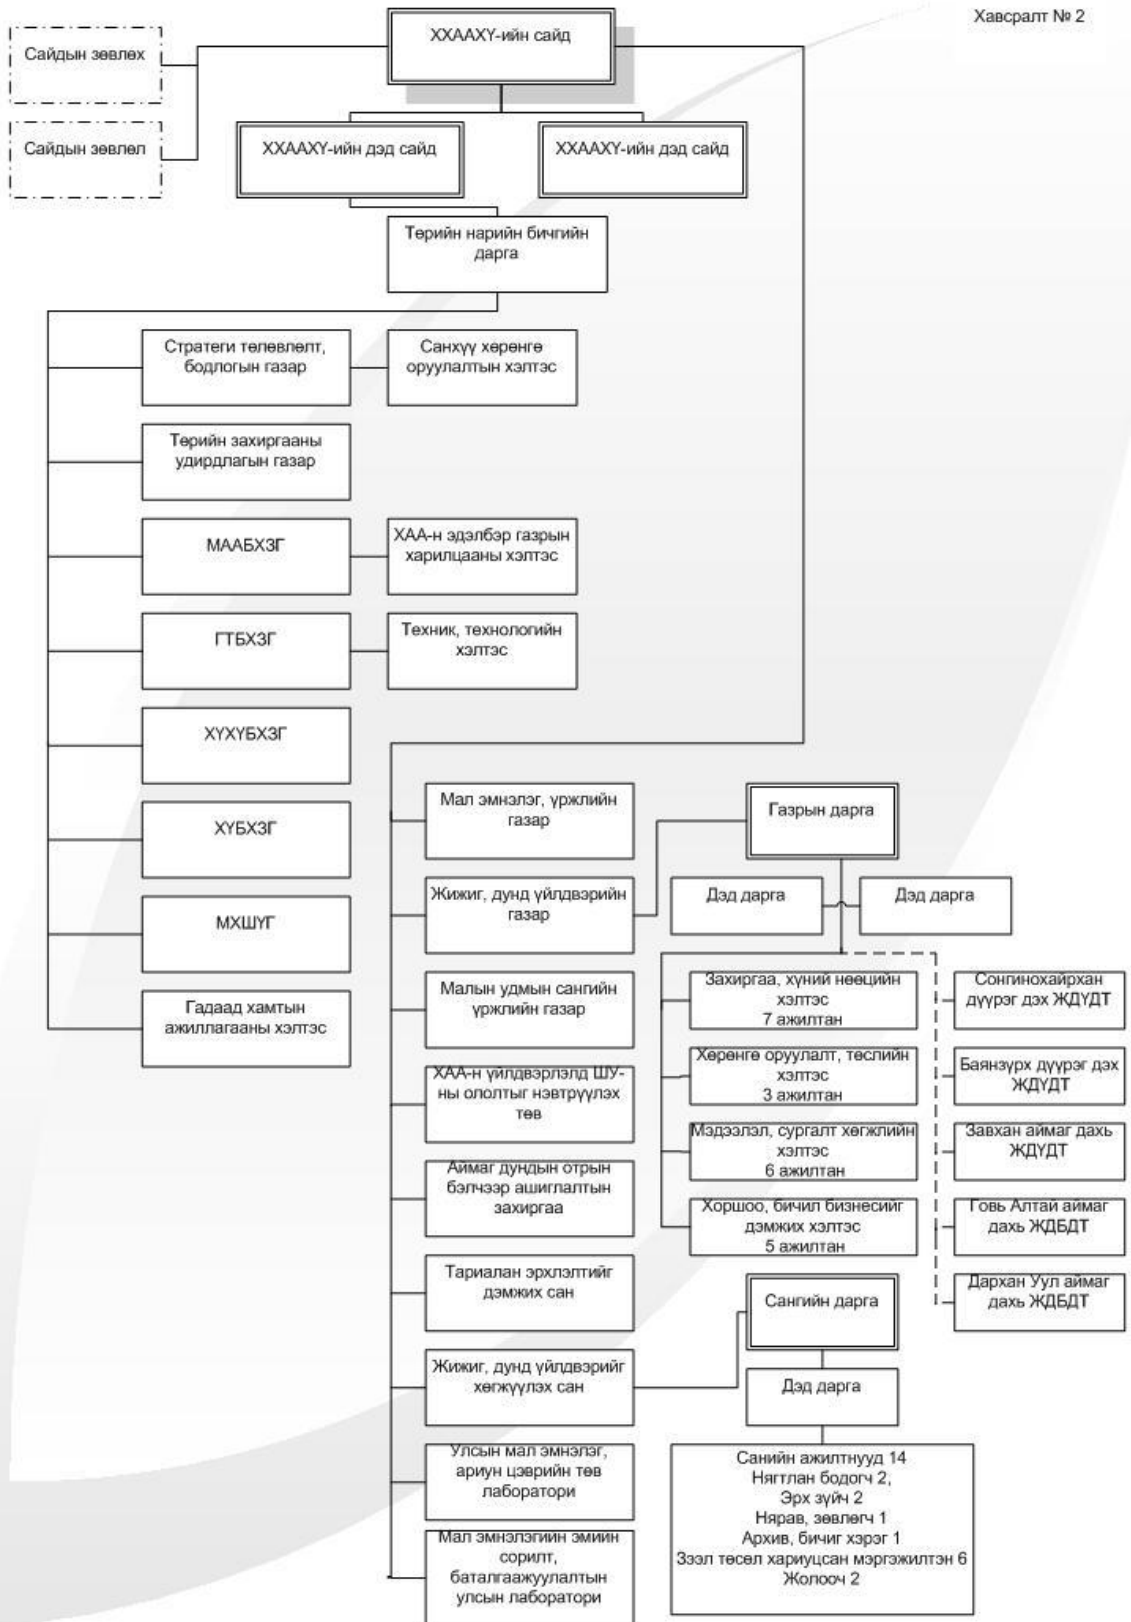 Хавсралт № 2
ХХААХҮ-ийн сайд
Сайдын зөвлөх
Сайдын зөвлөл
ХХААХҮ-ийн дэд сайд
ХХААХҮ-ийн дэд сайд
Төрийн нарийн бичгийн
дарга
Стратеги төлөвлөлт,
бодлогын газар
Санхүү хөрөнгө
оруулалтын хэлтэс
Төрийн захиргааны
удирдлагын газар
МААБХЗГ
ХАА-н эдэлбэр газрын
харилцааны хэлтэс
ГТБХЗГ
Техник, технологийн
хэлтэс
ХҮХҮБХЗГ
ХҮБХЗГ
МХШҮГ
Гадаад хамтын
ажиллагааны хэлтэс
Мал эмнэлэг, үржлийн
газар
Жижиг, дунд үйлдвэрийн
газар
Малын удмын сангийн
үржлийн газар
ХАА-н үйлдвэрлэлд ШУ-
ны ололтыг нэвтрүүлэх
төв
Аймаг дундын отрын
бэлчээр ашиглалтын
захиргаа
Тариалан эрхлэлтийг
дэмжих сан
Жижиг, дунд үйлдвэрийг
хөгжүүлэх сан
Улсын мал эмнэлэг,
ариун цэврийн төв
лаборатори
Мал эмнэлэгийн эмийн
сорилт,
баталгаажуулалтын
улсын лаборатори
Газрын дарга
Дэд дарга
Дэд дарга
Захиргаа, хүний нөөцийн
хэлтэс
7 ажилтан
Хөрөнгө оруулалт, төслийн
хэлтэс
3 ажилтан
Мэдээлэл, сургалт хөгжлийн
хэлтэс
6 ажилтан
Хоршоо, бичил бизнесийг
дэмжих хэлтэс
5 ажилтан
Сонгинохайрхан
дүүрэг дэх ЖДҮДТ
Баянзүрх дүүрэг дэх
ЖДҮДТ
Завхан аймаг дахь
ЖДҮДТ
Говь Алтай аймаг
дахь ЖДБДТ
Дархан Уул аймаг
дахь ЖДБДТ
Сангийн дарга
Дэд дарга
Санийн ажилтнууд 14
Нягтлан бодогч 2,
Эрх зүйч 2
Нярав, зөвлөгч 1
Архив, бичиг хэрэг 1
Зээл төсөл хариуцсан мэргэжилтэн 6
Жолооч 2